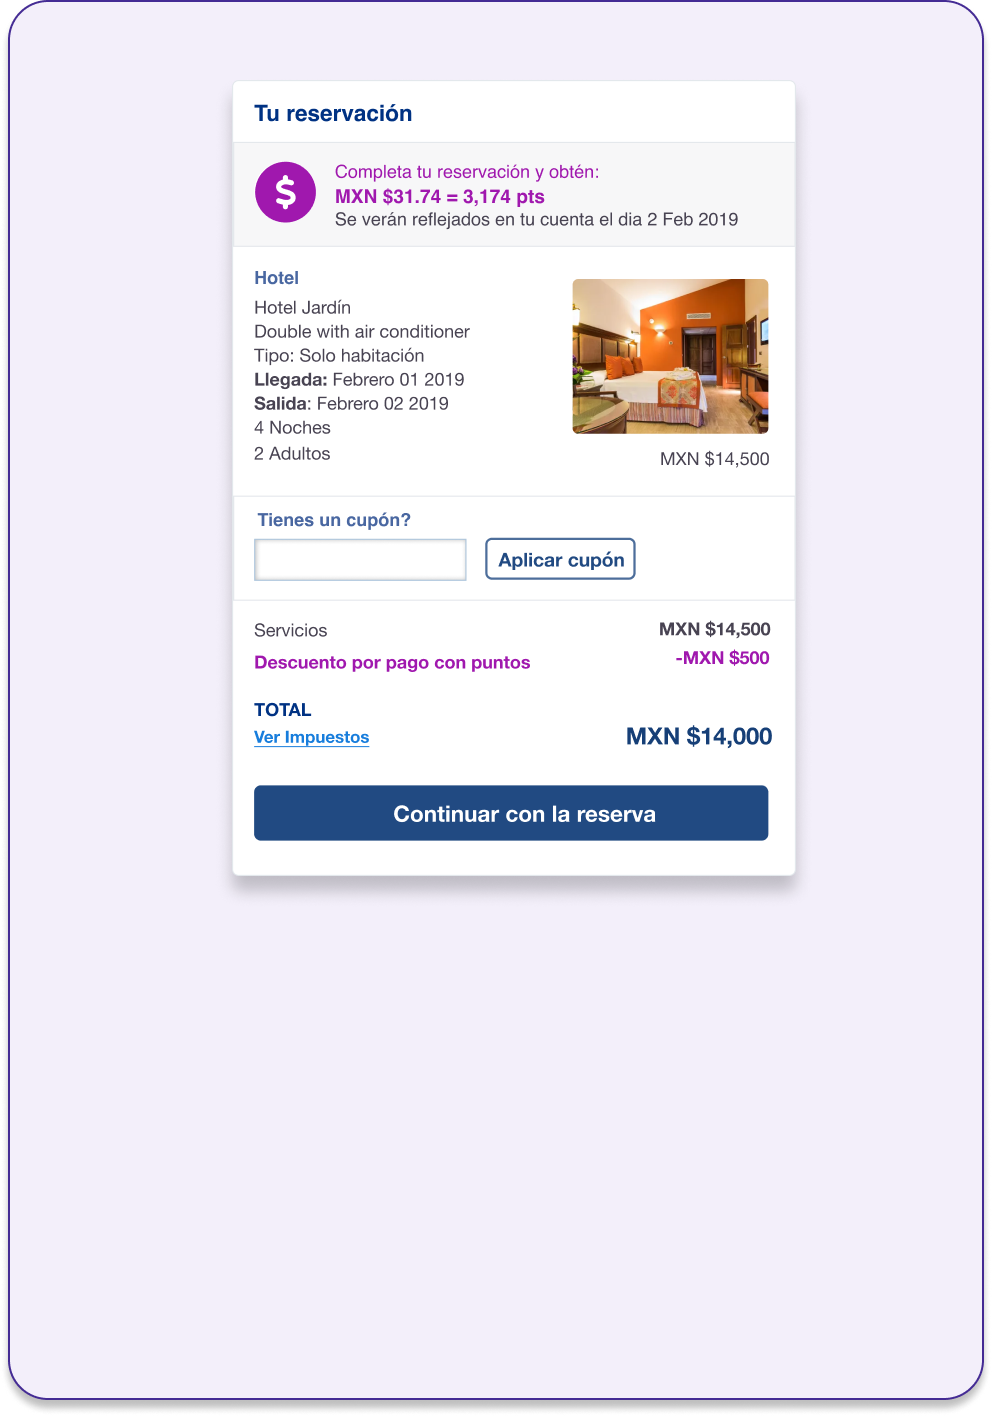 Tu reservación
$
Completa tu reservación y obtén:
MXN $31.74 = 3,174 pts
Se verán reflejados en tu cuenta el dia 2 Feb 2019
Hotel
Hotel Jardín
Double with air conditioner
Tipo: Solo habitación
Llegada: Febrero 01 2019
Salida: Febrero 02 2019
4 Noches
2 Adultos
MXN $14,500
Tienes un cupón?
Aplicar cupón
Servicios MXN $14,500
Descuento por pago con puntos -MXN $500
TOTAL
Ver Impuestos MXN $14,000
Continuar con la reserva